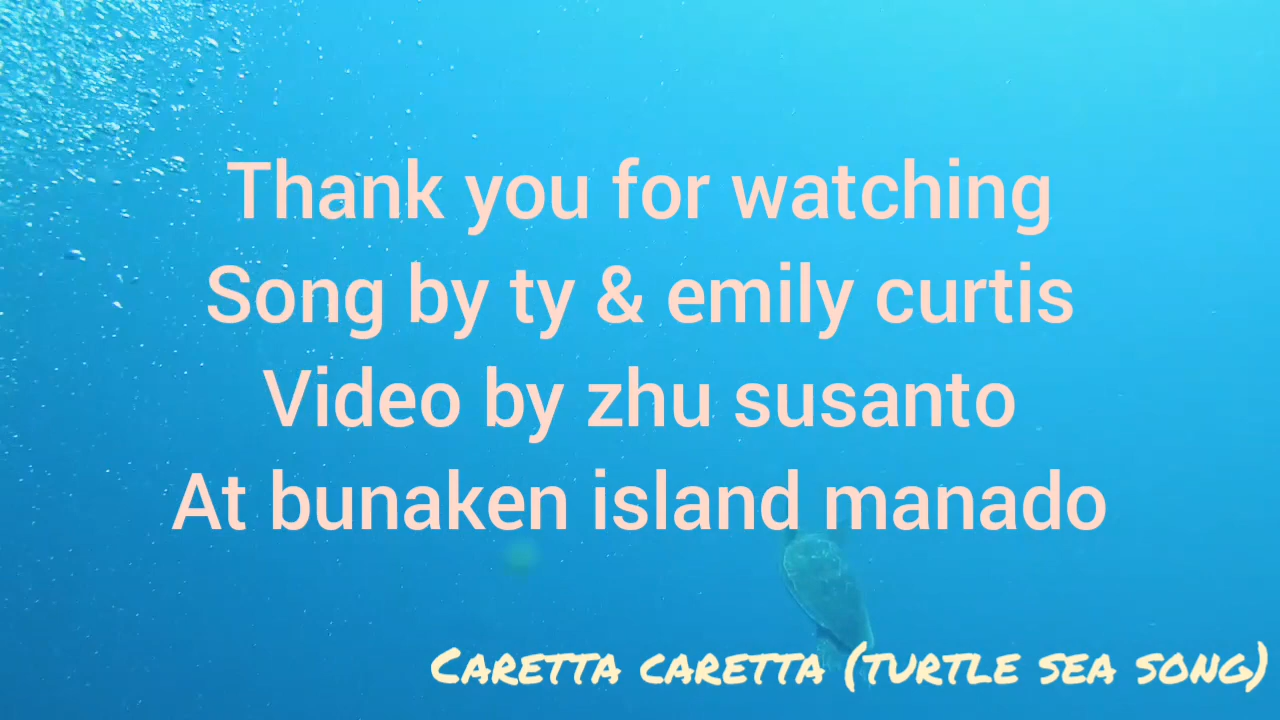 Thank you for watching
Song by ty & emily curtis
Video by zhu susanto
At bunaken island manado
Caretta caretta (turtle sea song)